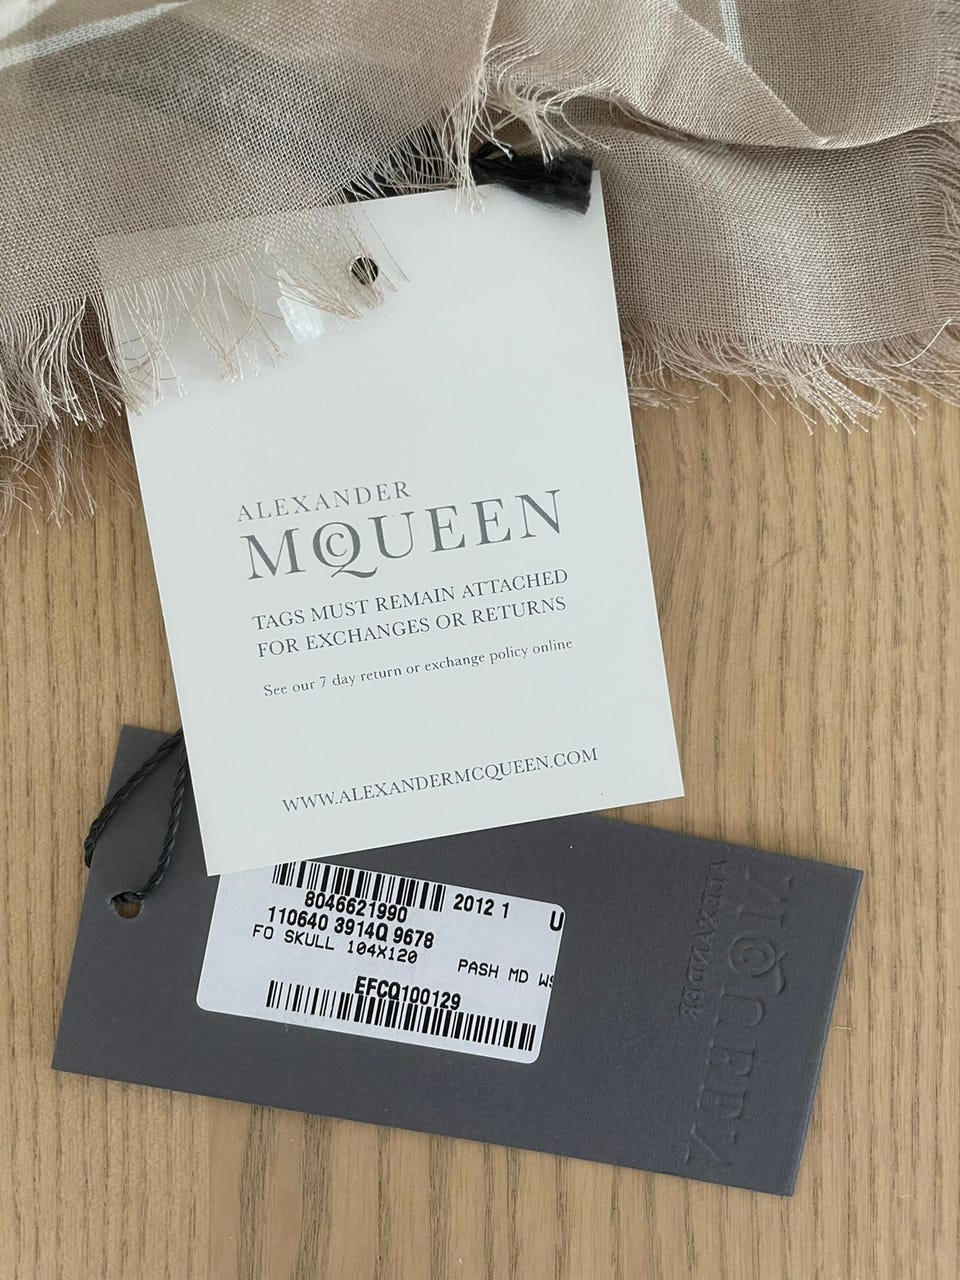 ALEXANDER
MCQUEEN
TAGS MUST REMAIN ATTACHED
FOR EXCHANGES OR RETURNS
See our 7 day return or exchange policy online
WWW.ALEXANDERMCQUEEN.COM
8046621990 2012 1 U
110640 3914Q 9678
FO SKULL 104X120
PASH MD WS
EFCQ100129
ALEXANDER
MCQUEEN